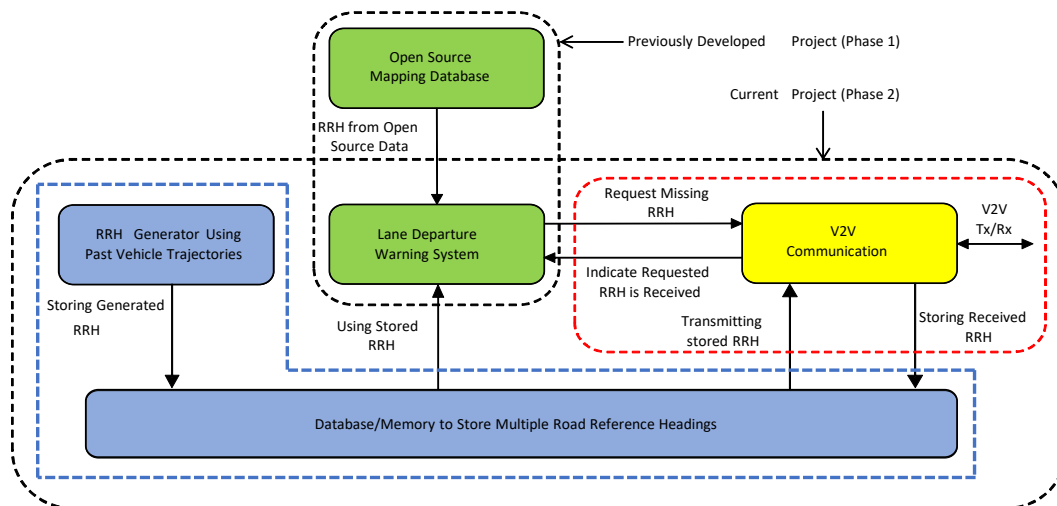 Open Source
Mapping Database
Previously Developed Project (Phase 1)
Current Project (Phase 2)
RRH from Open
Source Data
RRH Generator Using
Past Vehicle Trajectories
Lane Departure
Warning System
Request Missing
RRH
V2V
Communication
V2V
Tx/Rx
Indicate Requested
RRH is Received
Storing Generated
RRH
Using Stored
RRH
Transmitting
stored RRH
Storing Received
RRH
Database/Memory to Store Multiple Road Reference Headings